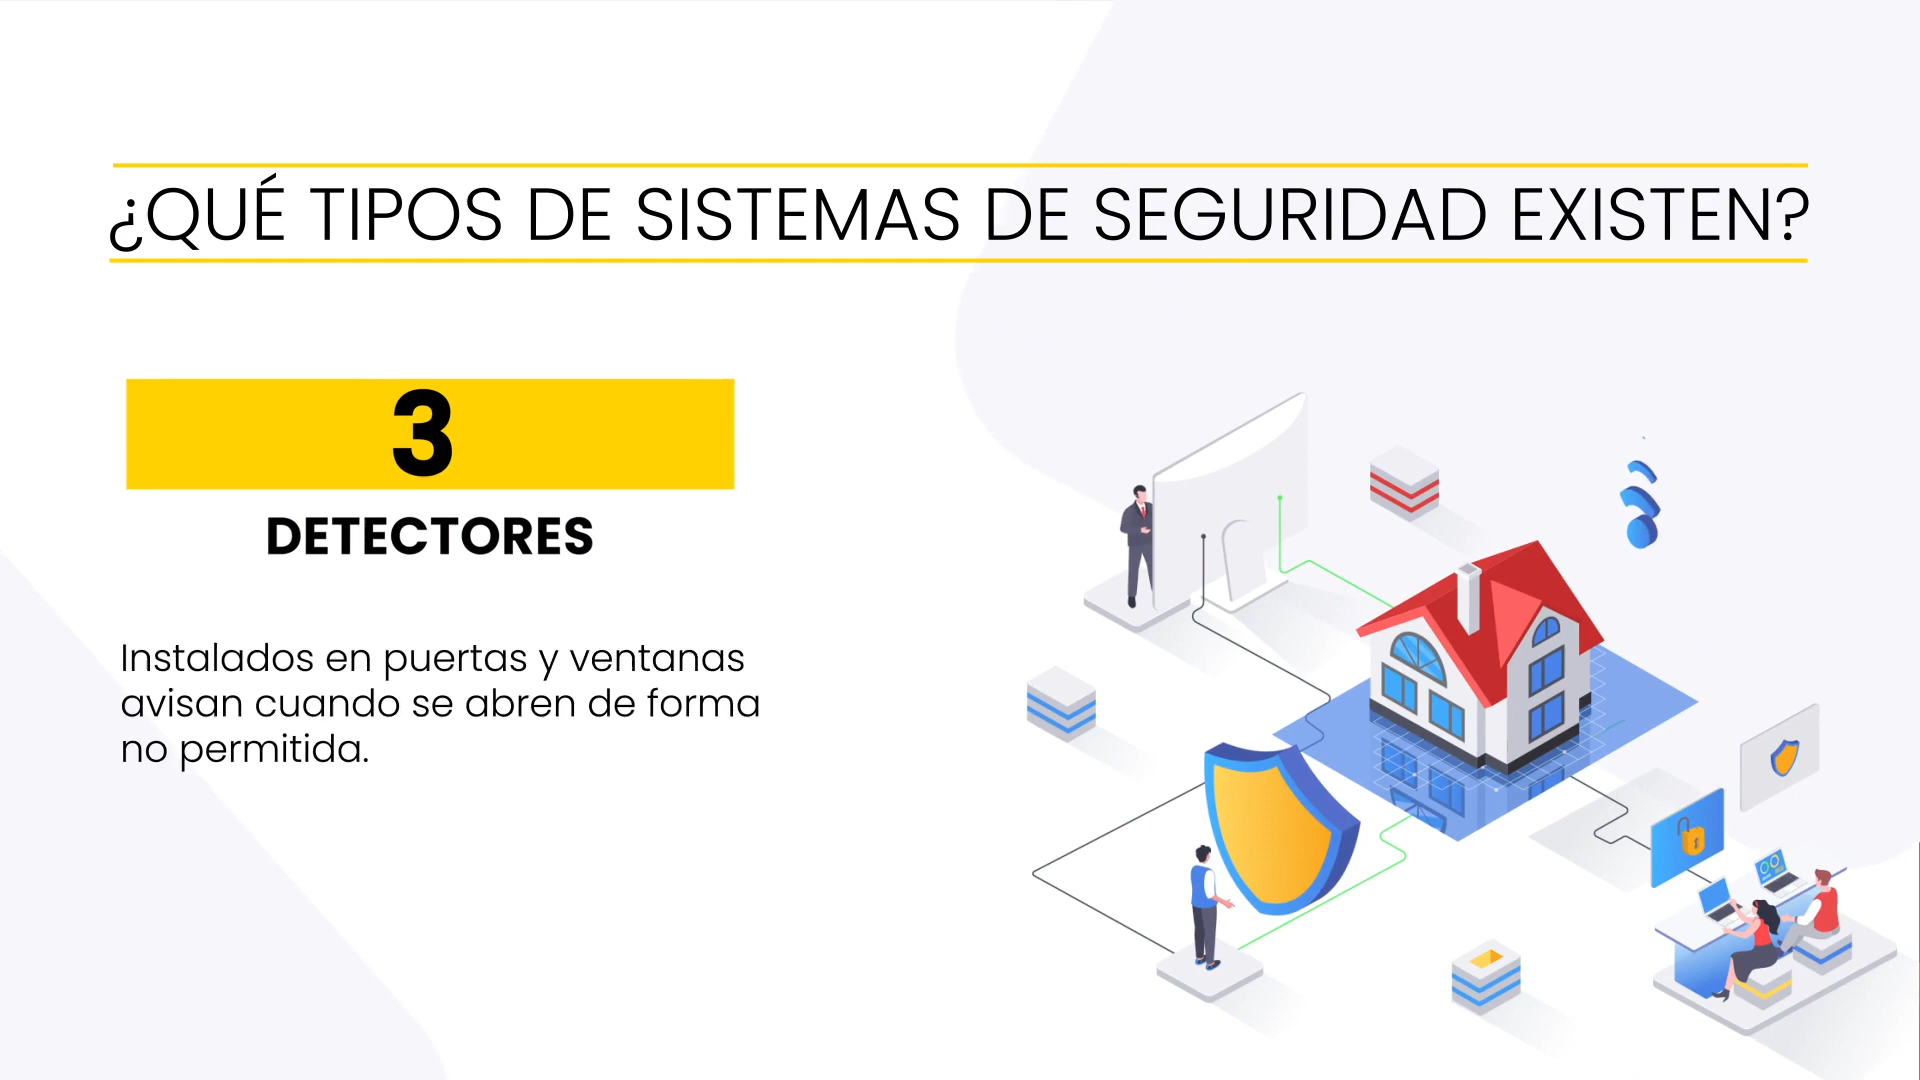 ¿QUÉ TIPOS DE SISTEMAS DE SEGURIDAD EXISTEN?
3
DETECTORES
Instalados en puertas y ventanas
avisan cuando se abren de forma
no permitida.